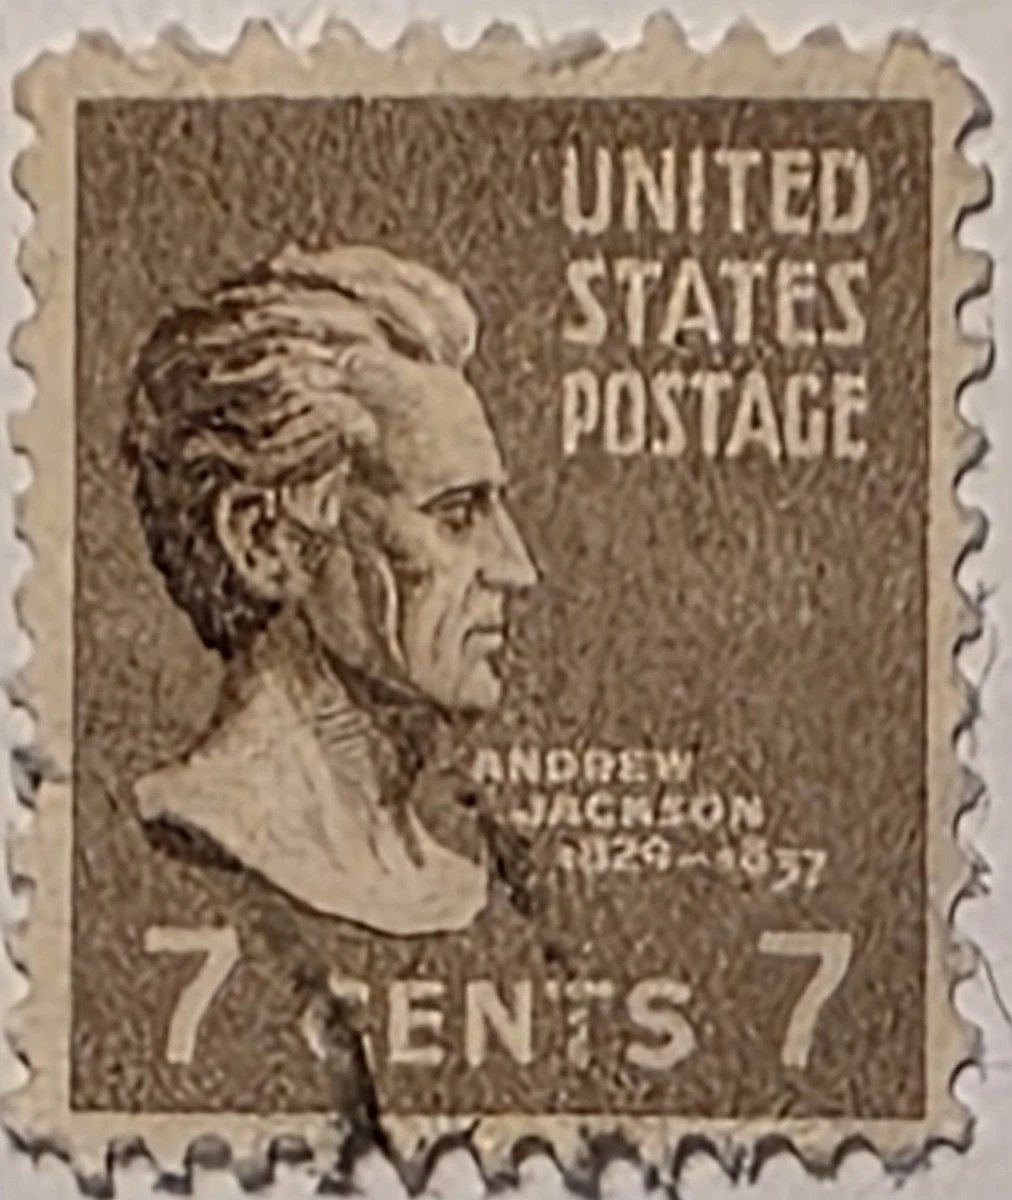 UNITED
STATES
POSTAGE
ANDREW
JACKSON
1829-1837
7 CENTS 7